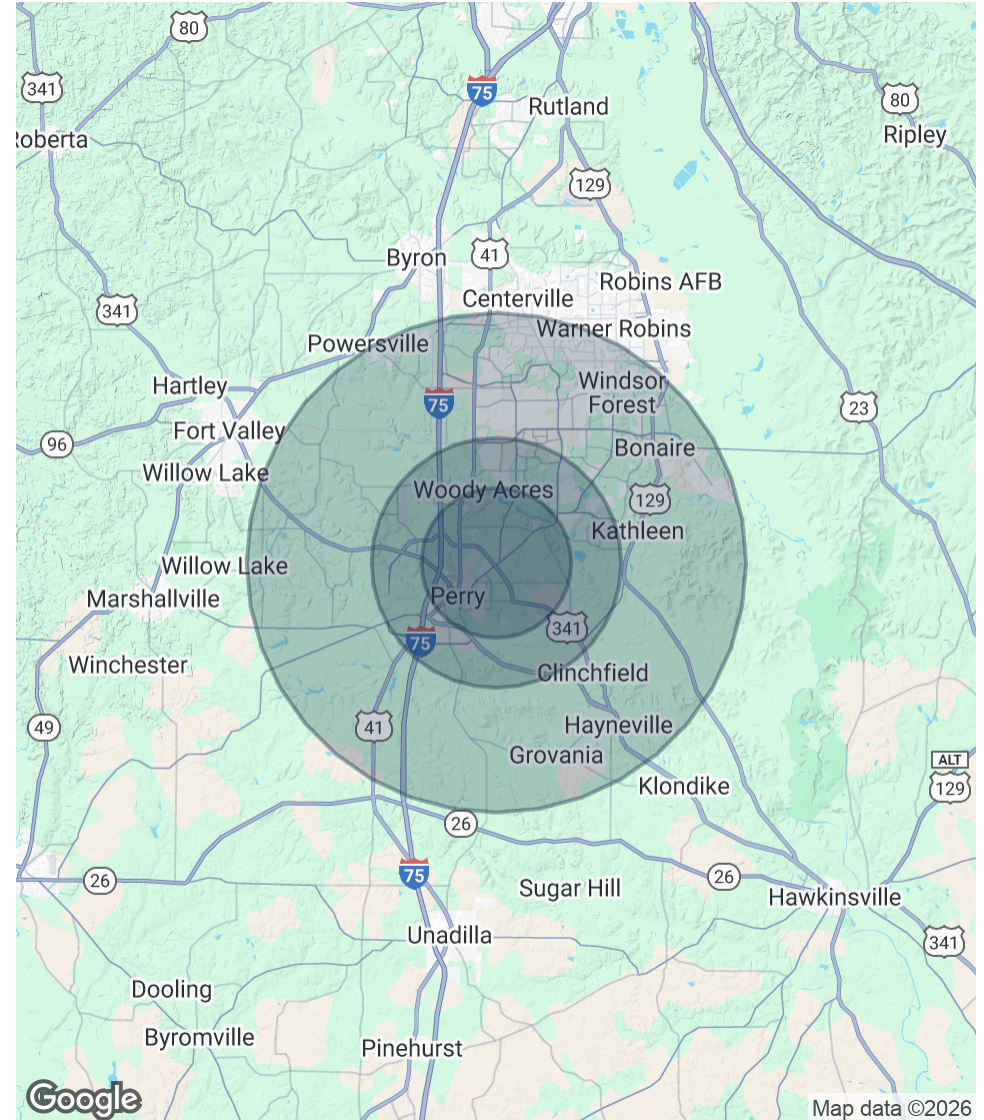 80
341
75
Rutland
80
Roberta
Ripley
129
Byron
41
Robins AFB
Centerville
341
Warner Robins
Powersville
Hartley
Windsor
Forest
75
23
Fort Valley
96
Bonaire
Willow Lake
Woody Acres
129
Kathleen
Willow Lake
Marshallville
Perry
341
75
Winchester
Clinchfield
49
41
Hayneville
Grovania
ALT
129
Klondike
26
75
26
26
Sugar Hill
Hawkinsville
Unadilla
341
Dooling
Byromville
Pinehurst
Google
Map data ©2026